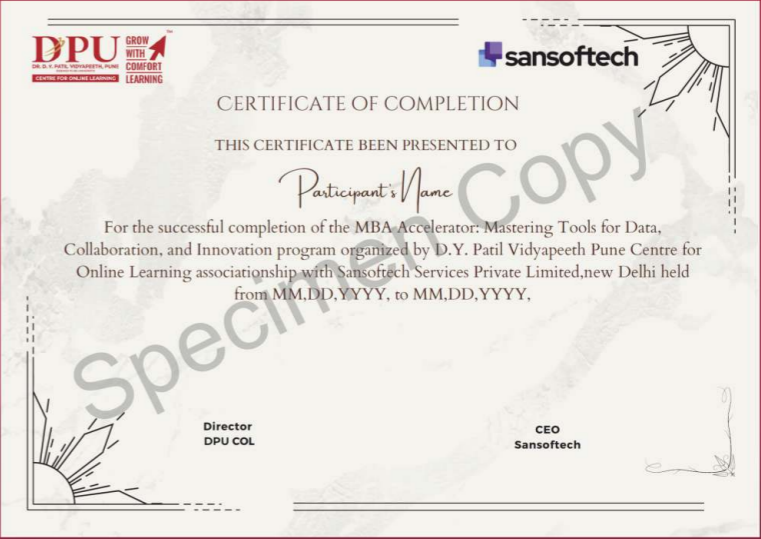 DPU
DR. D. Y. PATIL VIDYAPEETH, PUNE
CENTRE FOR ONLINE LEARNING
GROW
WITH
COMFORT
LEARNING
sansoftech
CERTIFICATE OF COMPLETION
THIS CERTIFICATE BEEN PRESENTED TO
Participant's Name
For the successful completion of the MBA Accelerator: Mastering Tools for Data,
Collaboration, and Innovation program organized by D.Y. Patil Vidyapeeth Pune Centre for
Online Learning associationship with Sansoftech Services Private Limited,new Delhi held
from MM,DD,YYYY, to MM,DD,YYYY,
Specimen Copy
Director
DPU COL
CEO
Sansoftech